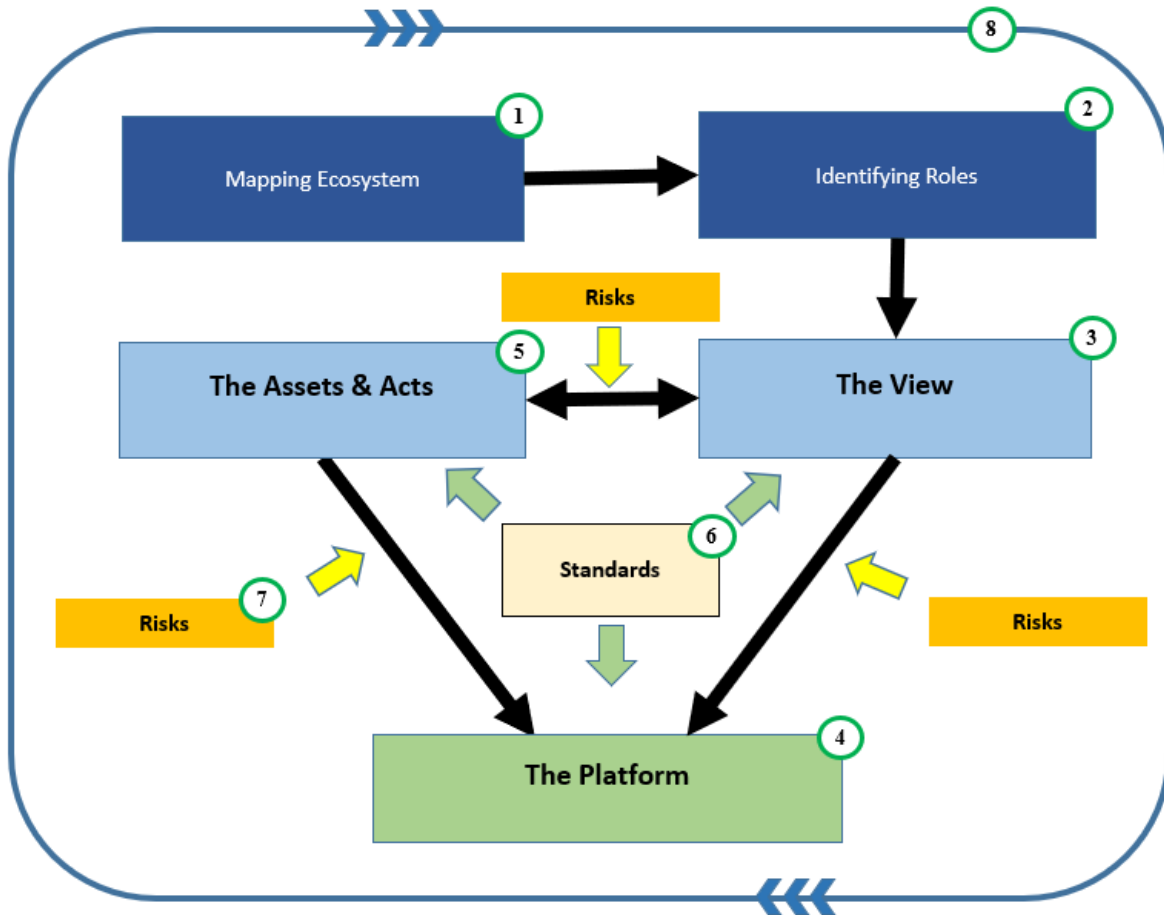 8
1
2
Mapping Ecosystem
Identifying Roles
Risks
5
3
The Assets & Acts
The View
6
Standards
7
Risks
Risks
4
The Platform